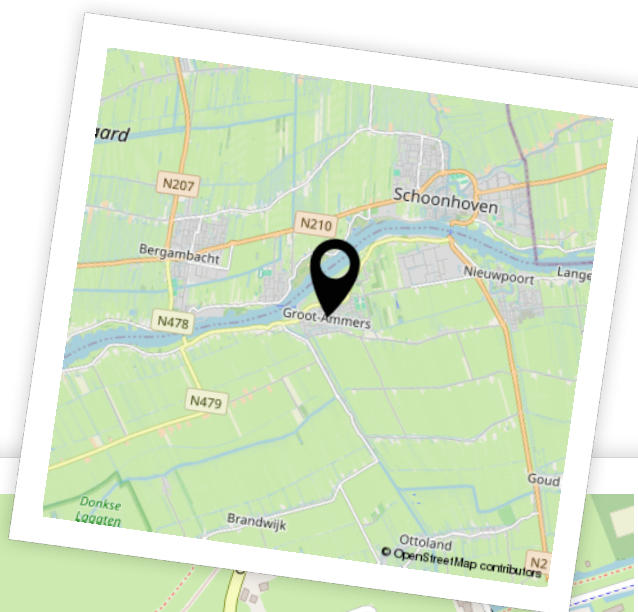 aard
N207
Schoonhoven
N210
Bergambacht
Nieuwpoort
Lange
N478
Groot-Ammers
N479
Goud
Donkse
Laagten
Brandwijk
Ottoland
N2
© OpenStreetMap contributors